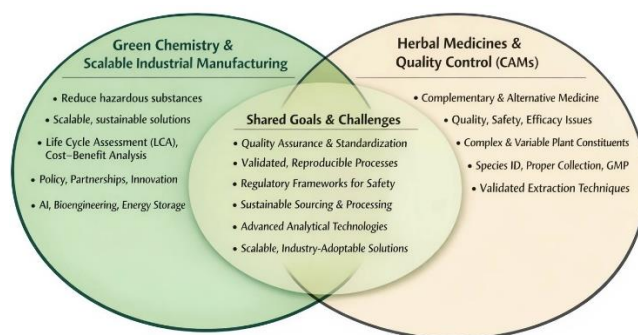 Green Chemistry &
Scalable Industrial Manufacturing
• Reduce hazardous substances
• Scalable, sustainable solutions
• Life Cycle Assessment (LCA),
Cost–Benefit Analysis
• Policy, Partnerships, Innovation
• AI, Bioengineering, Energy Storage
Shared Goals & Challenges
• Quality Assurance & Standardization
• Validated, Reproducible Processes
• Regulatory Frameworks for Safety
• Sustainable Sourcing & Processing
• Advanced Analytical Technologies
• Scalable, Industry-Adoptable Solutions
Herbal Medicines &
Quality Control (CAMs)
• Complementary & Alternative Medicine
• Quality, Safety, Efficacy Issues
• Complex & Variable Plant Constituents
• Species ID, Proper Collection, GMP
• Validated Extraction Techniques